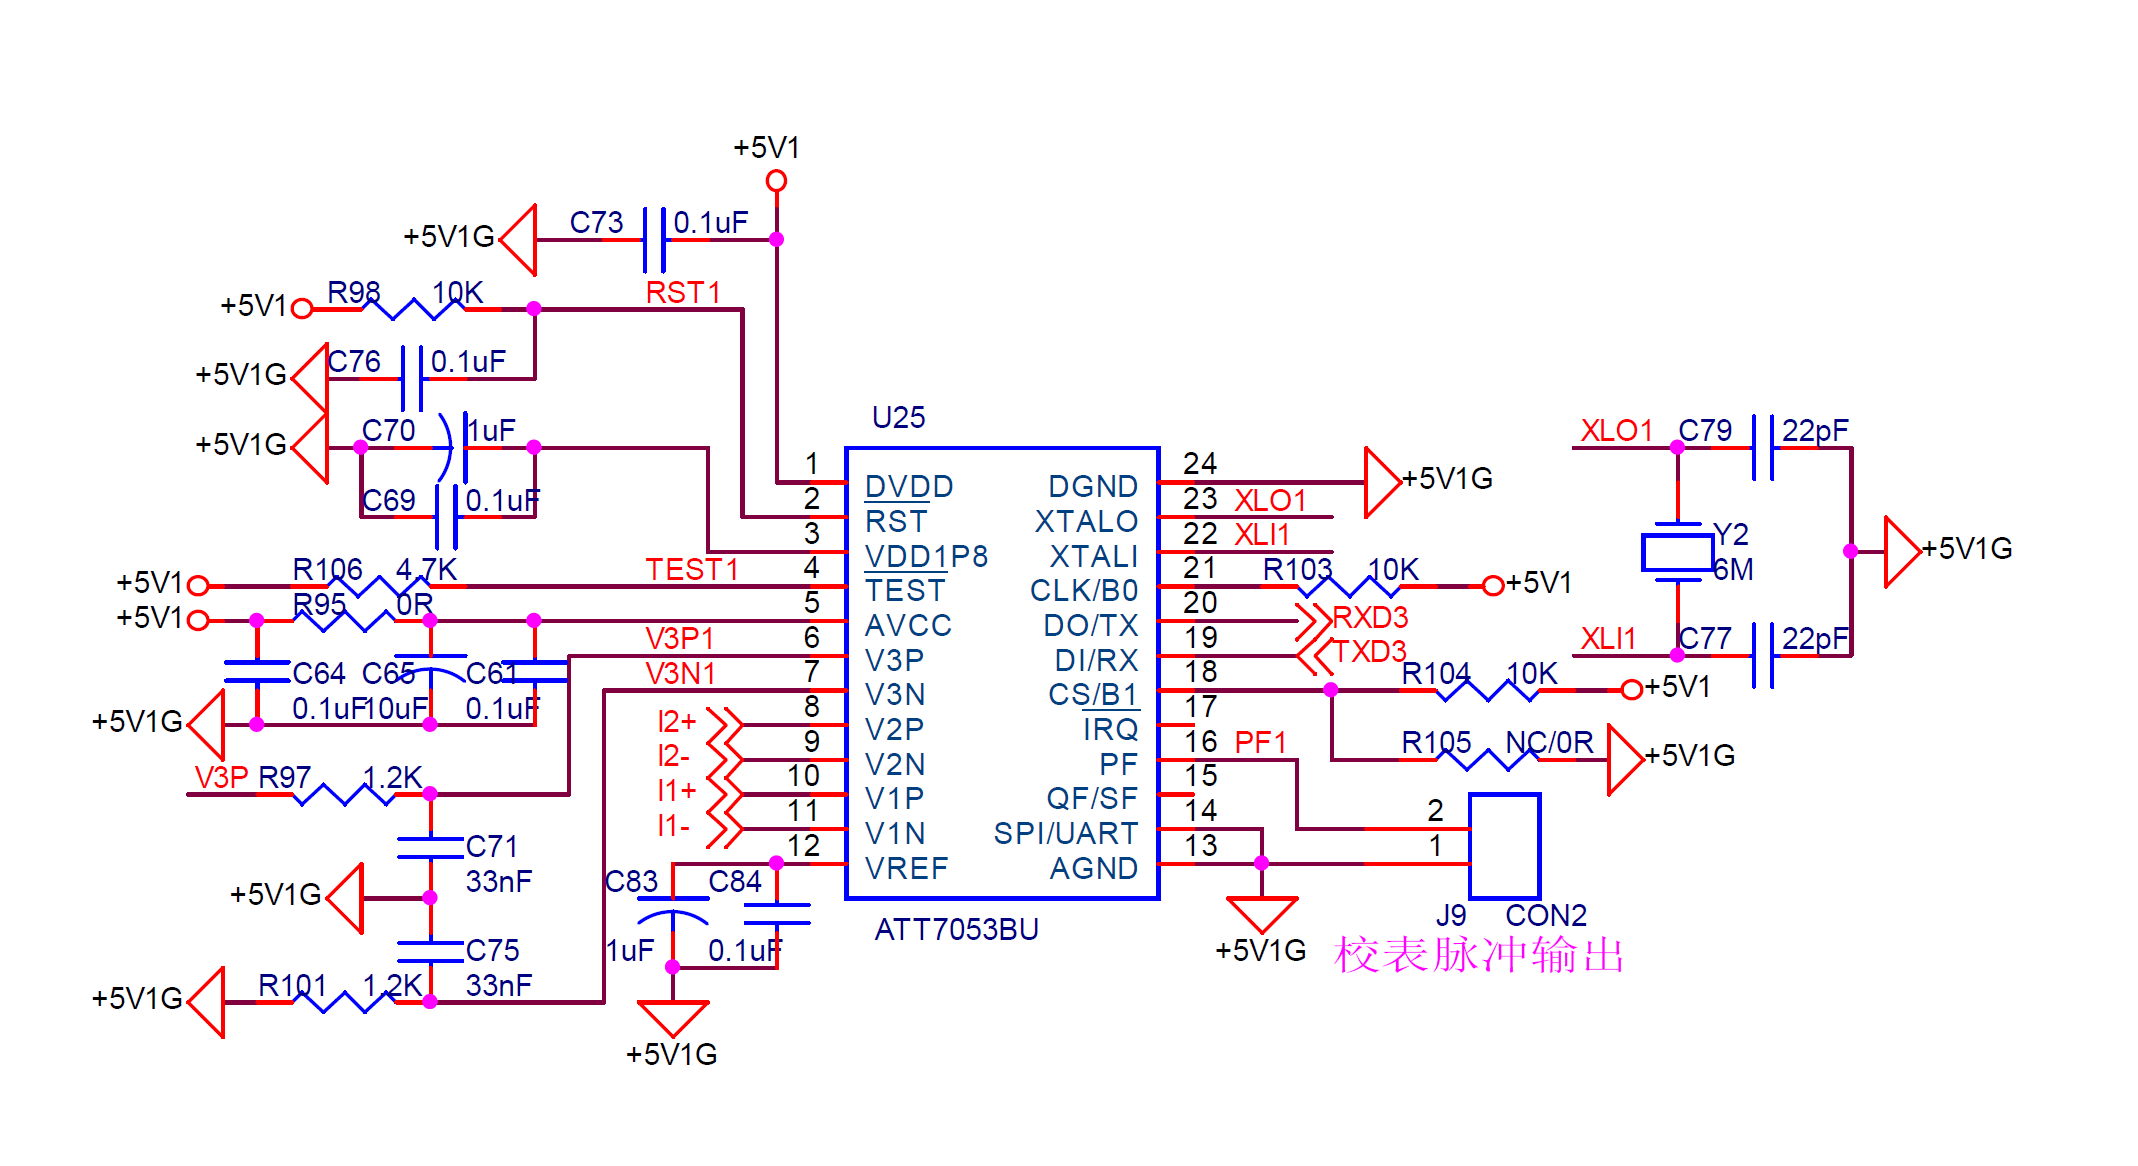 +5V1
C73 0.1uF
+5V1G
R98 10K RST1
+5V1
C76 0.1uF
+5V1G
C70 1uF
+5V1G
C69 0.1uF
R106 4.7K TEST1
+5V1
R95 0R
+5V1
V3P1
C64 C65 C61 V3N1
0.1uF 10uF 0.1uF
+5V1G
I2+
I2-
I1+
I1-
V3P R97 1.2K
C71
33nF
+5V1G
C75
33nF
R101 1.2K
+5V1G
C83 C84
1uF 0.1uF
+5V1G
U25
1 DVDD DGND 24 +5V1G
2 RST XTALO 23 XLO1
3 VDD1P8 XTALI 22 XLI1
4 TEST CLK/B0 21 R103 10K +5V1
5 AVCC DO/TX 20 RXD3
6 V3P DI/RX 19 TXD3
7 V3N CS/B1 18 R104 10K +5V1
8 V2P IRQ 17
9 V2N PF 16 PF1 R105 NC/0R +5V1G
10 V1P QF/SF 15
11 V1N SPI/UART 14 2
12 VREF AGND 13 1
ATT7053BU
+5V1G
J9 CON2
校表脉冲输出
XLO1 C79 22pF
Y2
6M
+5V1G
XLI1 C77 22pF